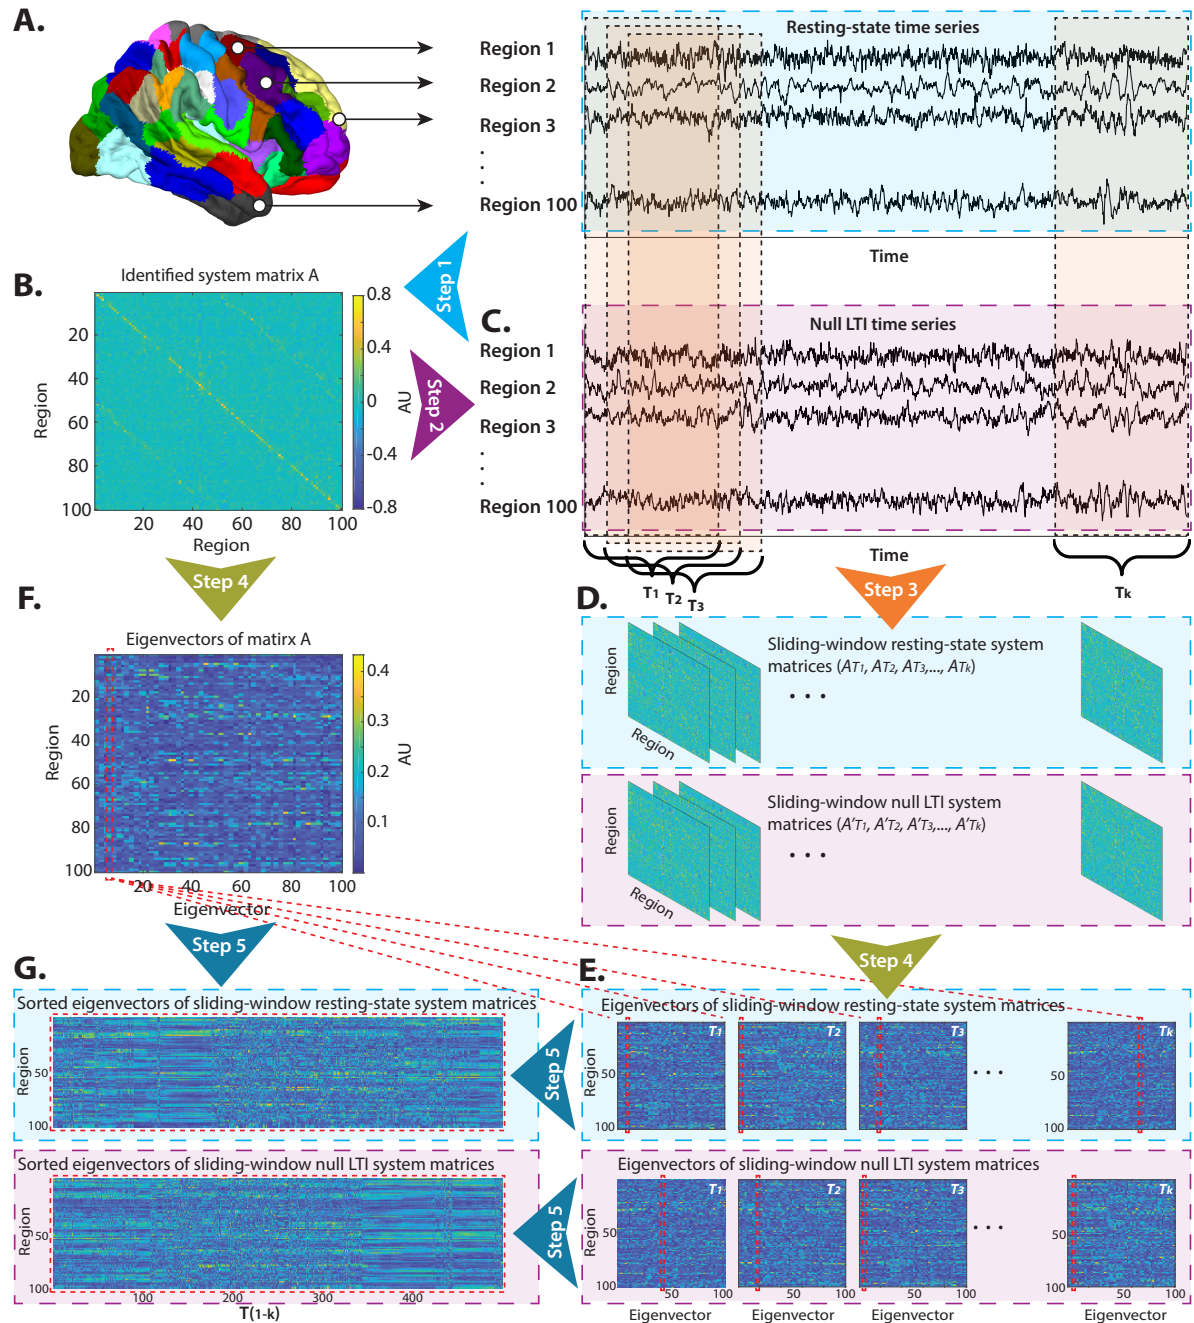 A.
Region 1
Region 2
Region 3
.
.
.
Region 100
Resting-state time series
Time
Step 1
B.
Identified system matrix A
Region
20
40
60
80
100
20
40
60
80
100
Region
0.8
0.4
0
-0.4
-0.8
AU
Step 2
C.
Null LTI time series
Region 1
Region 2
Region 3
.
.
.
Region 100
Time
T1
T2
T3
Tk
Step 4
Step 3
F.
Eigenvectors of matirx A
Region
20
40
60
80
100
20
40
60
80
100
Eigenvector
0.4
0.3
0.2
0.1
AU
D.
Sliding-window resting-state system
matrices (AT1, AT2, AT3,..., ATk)
Region
Region
. . .
Sliding-window null LTI system
matrices (A'T1, A'T2, A'T3,..., A'Tk)
Region
Region
. . .
Step 5
Step 4
G.
Sorted eigenvectors of sliding-window resting-state system matrices
Region
50
100
Step 5
Sorted eigenvectors of sliding-window null LTI system matrices
Region
50
100
100
200
300
400
T(1-k)
Step 5
E.
Eigenvectors of sliding-window resting-state system matrices
Region
50
100
T1
T2
T3
. . .
Tk
50
100
Eigenvectors of sliding-window null LTI system matrices
Region
50
100
T1
T2
T3
. . .
Tk
50
100
50
100
50
100
50
100
50
100
Eigenvector
Eigenvector
Eigenvector
Eigenvector